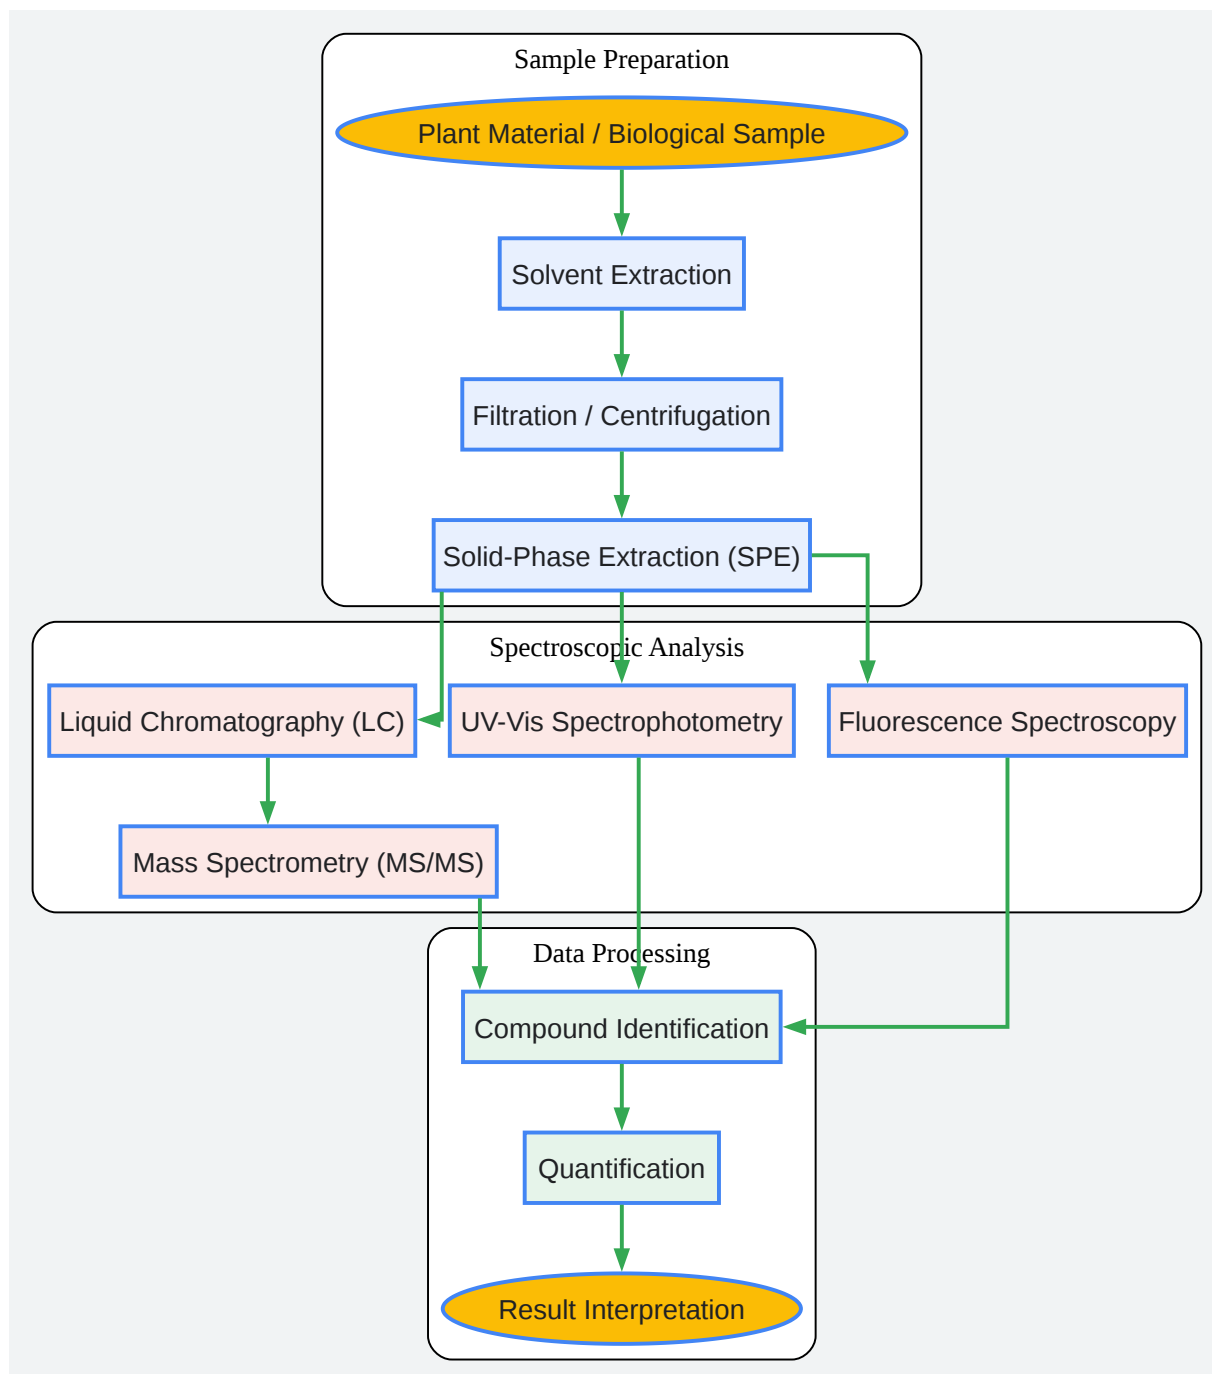 Sample Preparation
Plant Material / Biological Sample
Solvent Extraction
Filtration / Centrifugation
Solid-Phase Extraction (SPE)
Spectroscopic Analysis
Liquid Chromatography (LC)
UV-Vis Spectrophotometry
Fluorescence Spectroscopy
Mass Spectrometry (MS/MS)
Data Processing
Compound Identification
Quantification
Result Interpretation